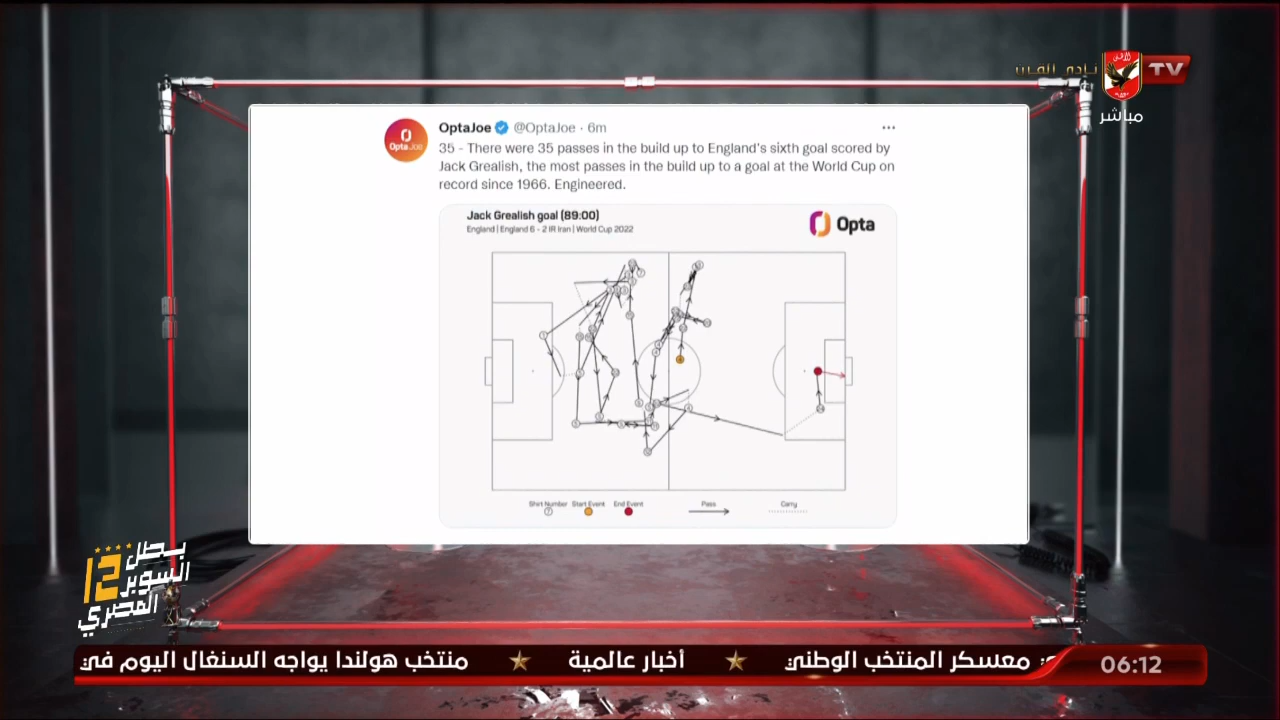 نادي القرن
TV
مباشر
OptaJoe @OptaJoe · 6m
35 - There were 35 passes in the build up to England's sixth goal scored by
Jack Grealish, the most passes in the build up to a goal at the World Cup on
record since 1966. Engineered.
Jack Grealish goal (89:00)
England | England 6 - 2 IR Iran | World Cup 2022
Opta
Shirt Number
Start Event
End Event
Pass
Carry
بطل
السوبر 12
المصري
معسكر المنتخب الوطني ★ أخبار عالمية ★ منتخب هولندا يواجه السنغال اليوم في
06:12